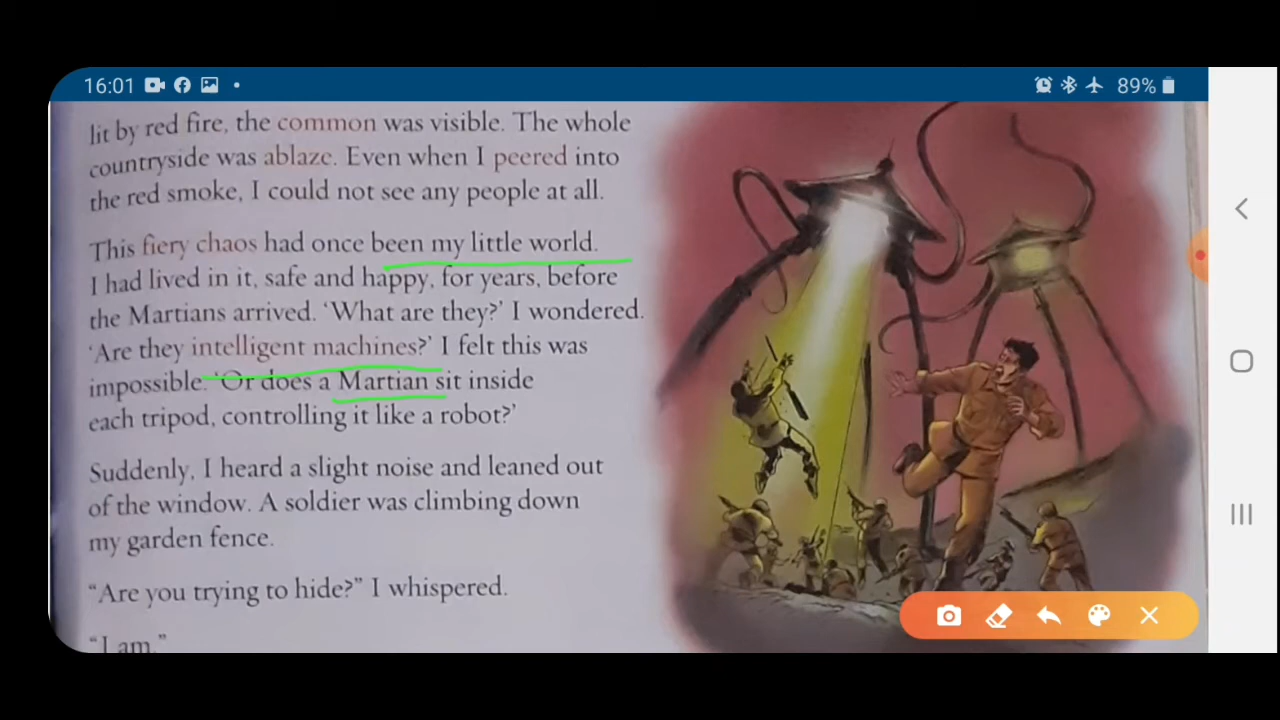 16:01
89%
lit by red fire, the common was visible. The whole
countryside was ablaze. Even when I peered into
the red smoke, I could not see any people at all.
This fiery chaos had once been my little world.
I had lived in it, safe and happy, for years, before
the Martians arrived. ‘What are they?’ I wondered.
‘Are they intelligent machines?’ I felt this was
impossible. ‘Or does a Martian sit inside
each tripod, controlling it like a robot?’
Suddenly, I heard a slight noise and leaned out
of the window. A soldier was climbing down
my garden fence.
“Are you trying to hide?” I whispered.
“I am.”